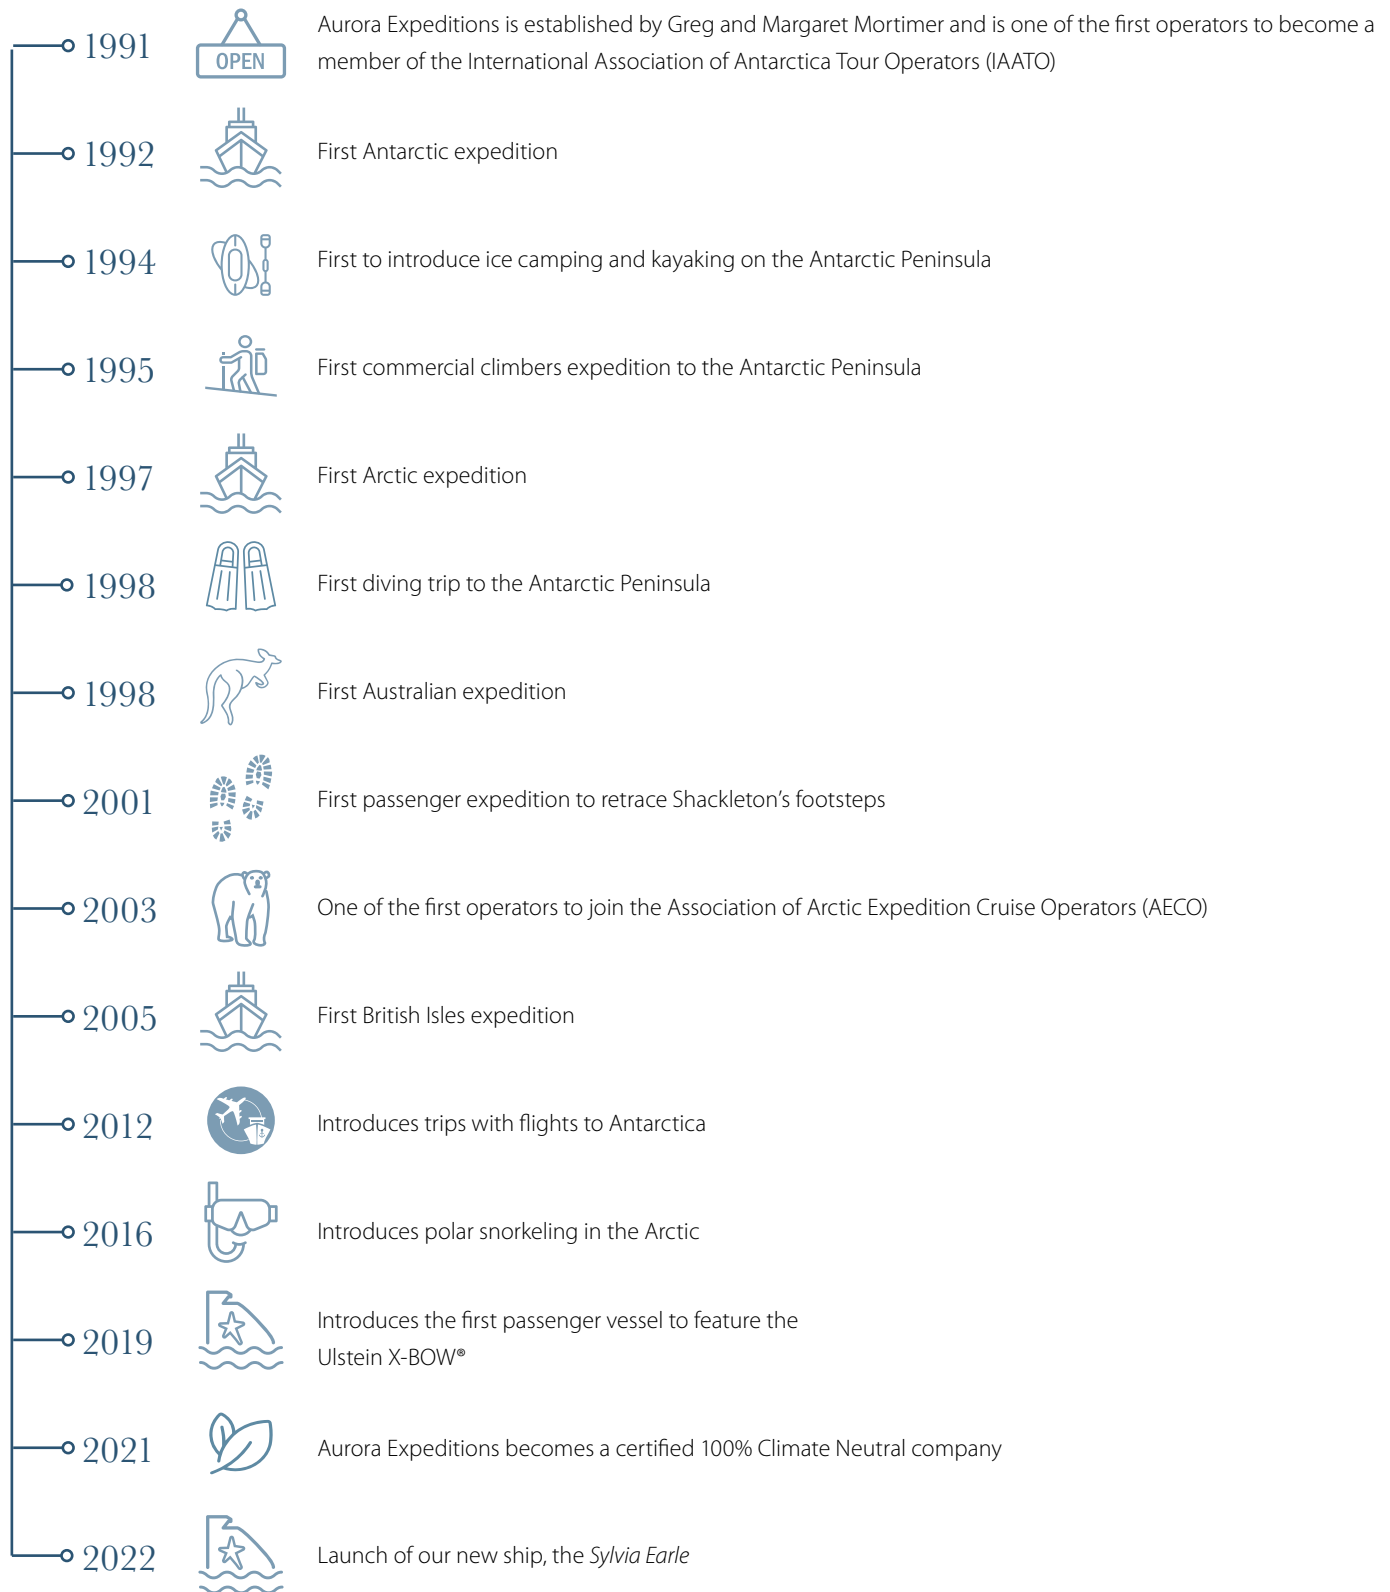 1991
OPEN
Aurora Expeditions is established by Greg and Margaret Mortimer and is one of the first operators to become a
member of the International Association of Antarctica Tour Operators (IAATO)
1992
First Antarctic expedition
1994
First to introduce ice camping and kayaking on the Antarctic Peninsula
1995
First commercial climbers expedition to the Antarctic Peninsula
1997
First Arctic expedition
1998
First diving trip to the Antarctic Peninsula
1998
First Australian expedition
2001
First passenger expedition to retrace Shackleton’s footsteps
2003
One of the first operators to join the Association of Arctic Expedition Cruise Operators (AECO)
2005
First British Isles expedition
2012
Introduces trips with flights to Antarctica
2016
Introduces polar snorkeling in the Arctic
2019
Introduces the first passenger vessel to feature the
Ulstein X-BOW®
2021
Aurora Expeditions becomes a certified 100% Climate Neutral company
2022
Launch of our new ship, the Sylvia Earle